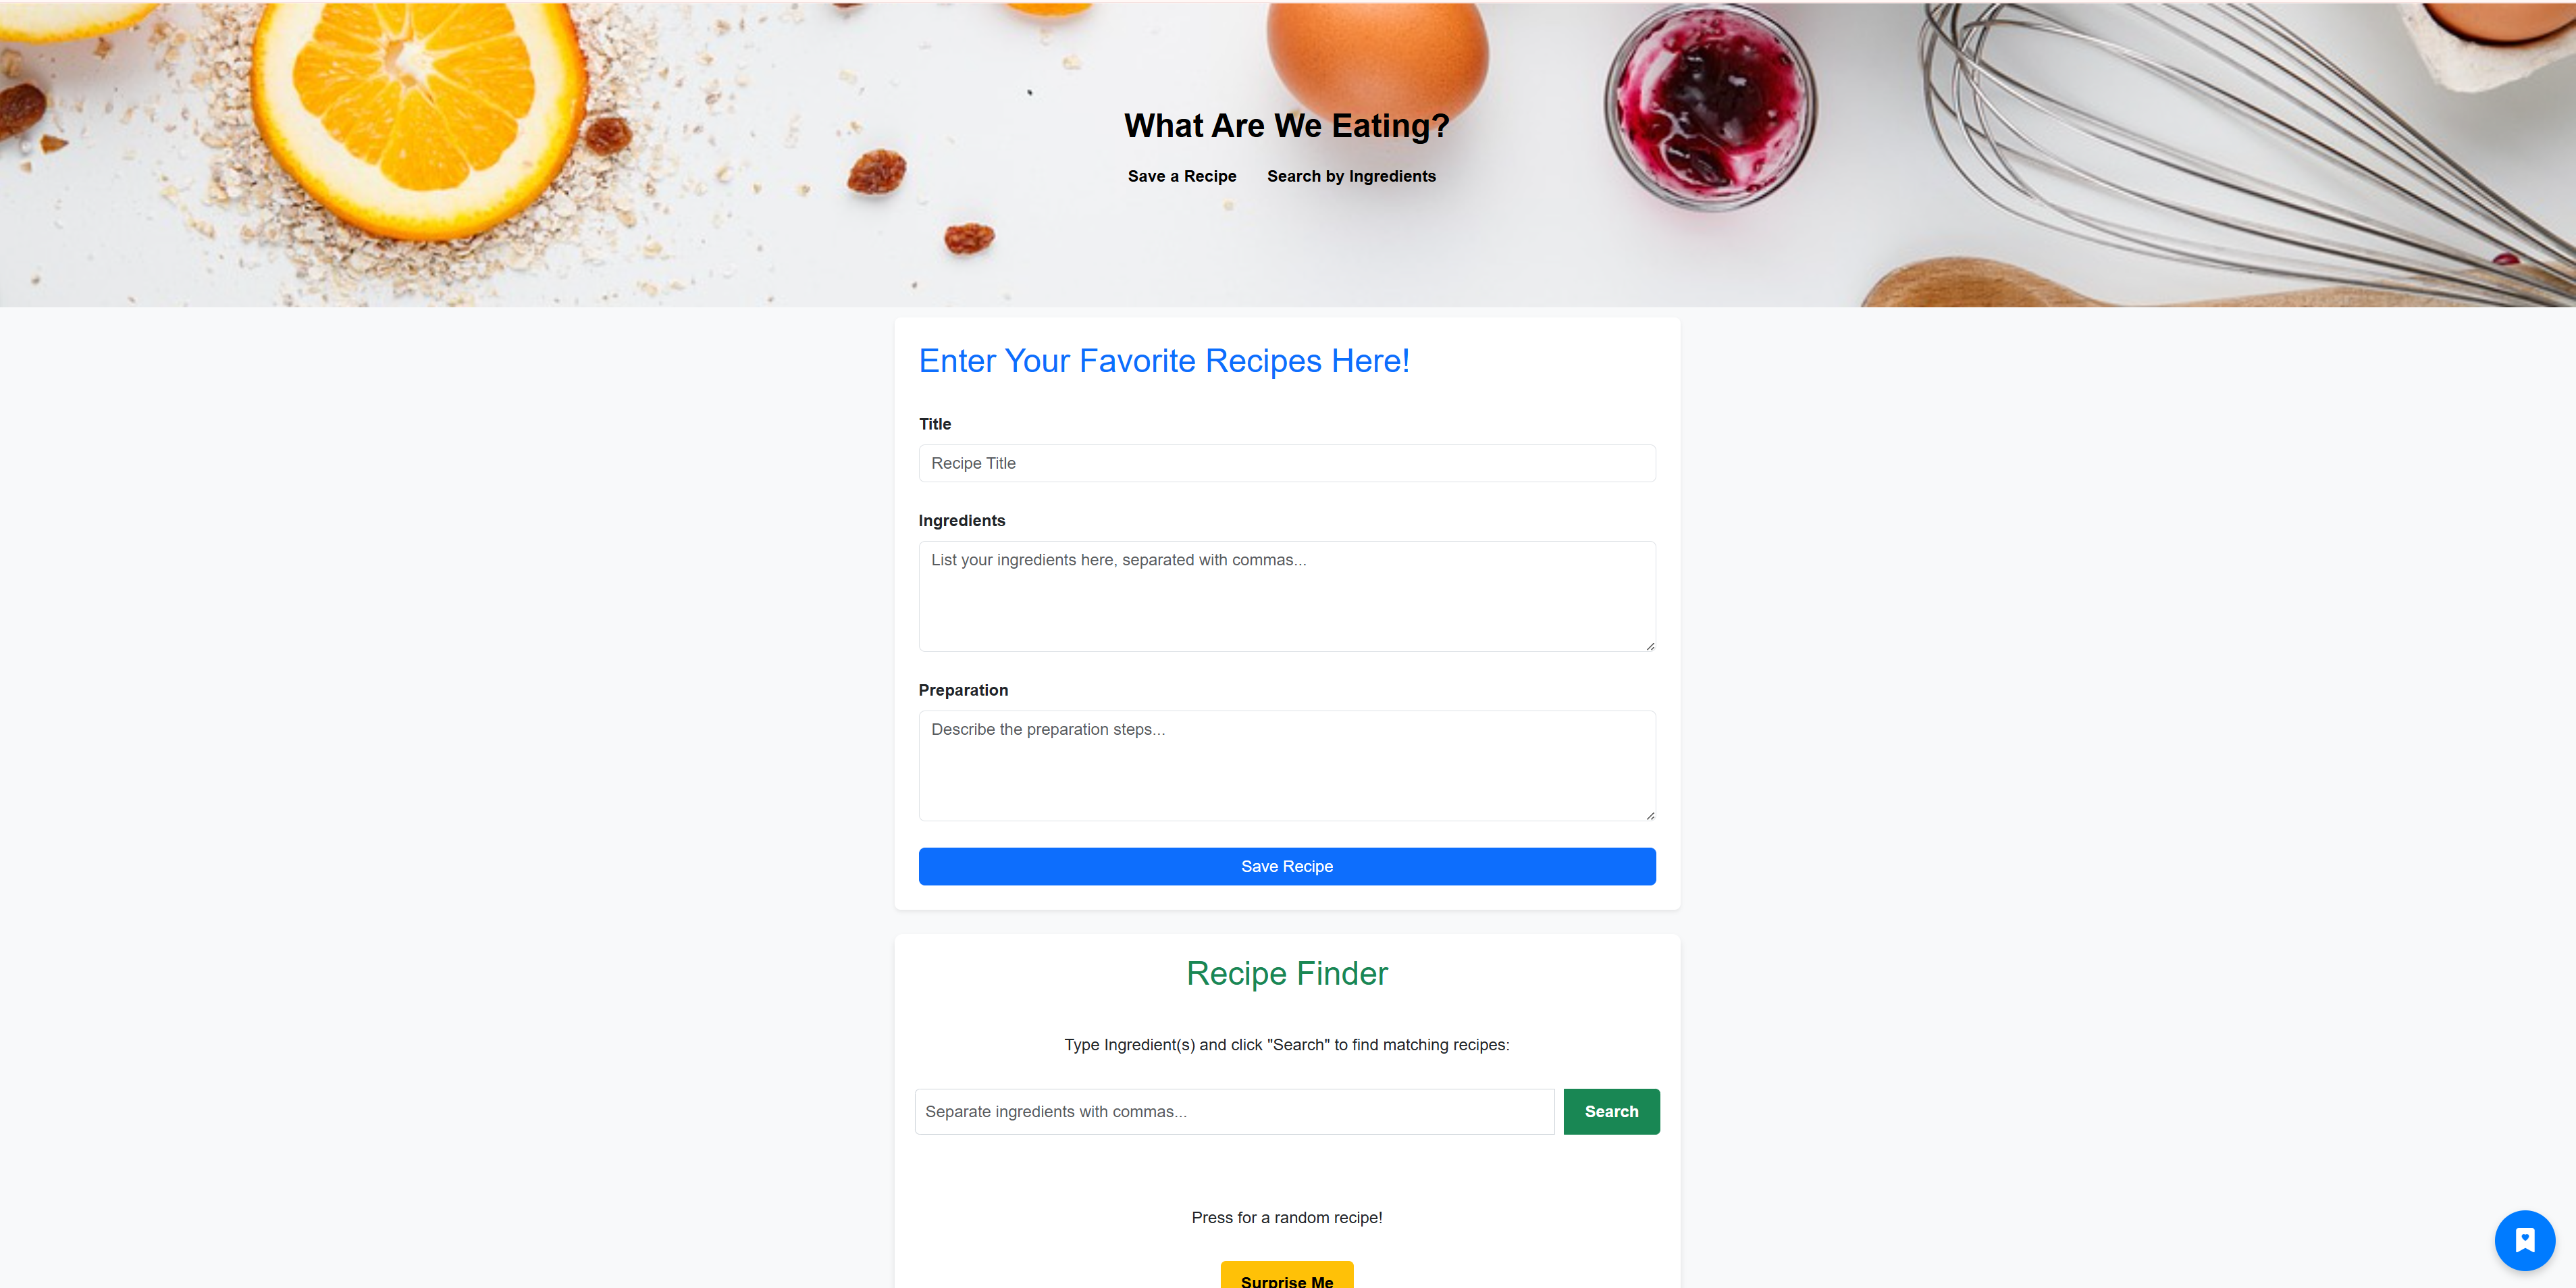 What Are We Eating?
Save a Recipe Search by Ingredients
Enter Your Favorite Recipes Here!
Title
Recipe Title
Ingredients
List your ingredients here, separated with commas...
Preparation
Describe the preparation steps...
Save Recipe
Recipe Finder
Type Ingredient(s) and click "Search" to find matching recipes:
Separate ingredients with commas... Search
Press for a random recipe!
Surprise Me